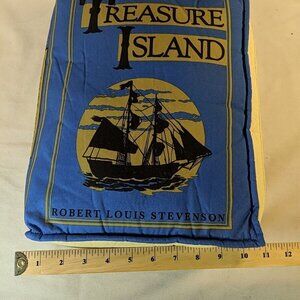 TREASURE
ISLAND
ROBERT LOUIS STEVENSON
1 2 3 4 5 6 7 8 9 10 11 12